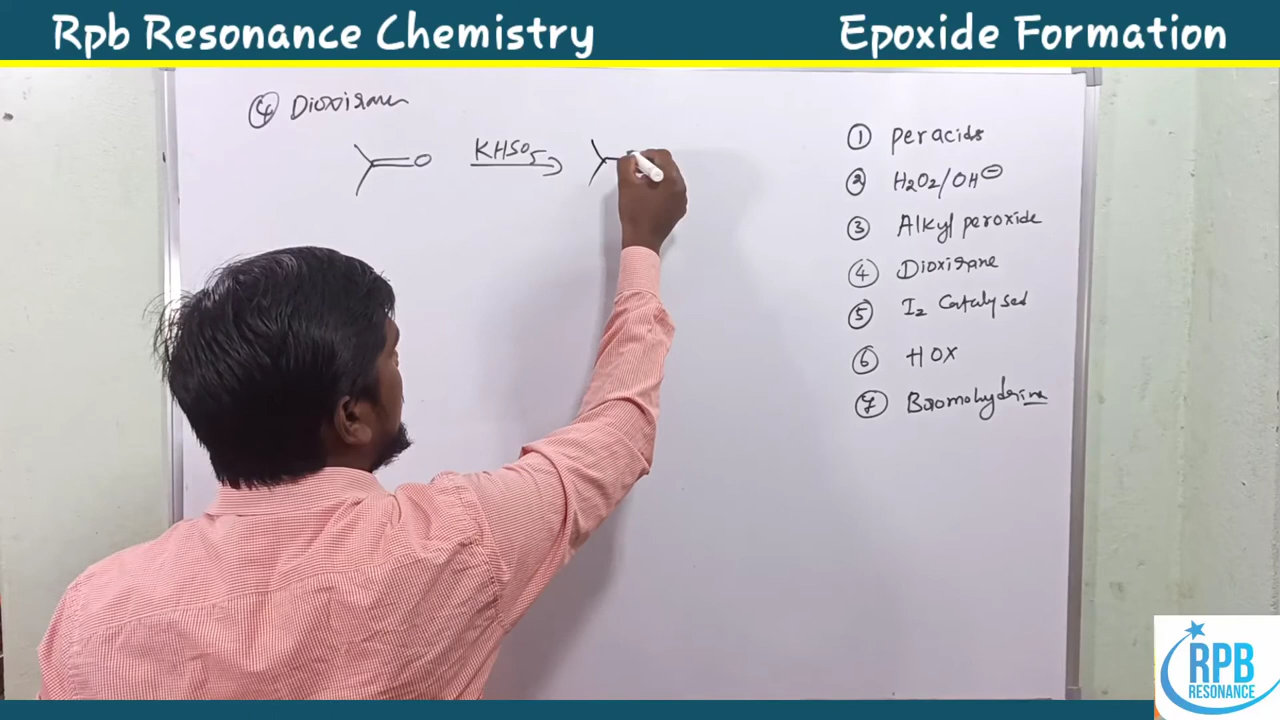 Rpb Resonance Chemistry
Epoxide Formation
④ Dioxirane
O
KHSO5
① peracids
② H2O2/OH⊖
③ Alkyl peroxide
④ Dioxirane
⑤ I2 Catalysed
⑥ HOX
⑦ Bromohydrine
RPB
RESONANCE